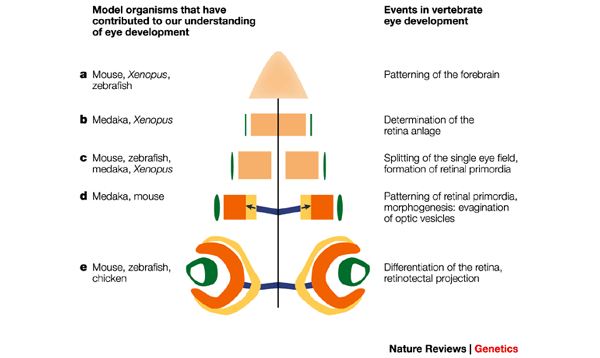 Model organisms that have
contributed to our understanding
of eye development
Events in vertebrate
eye development
a Mouse, Xenopus,
zebrafish
Patterning of the forebrain
b Medaka, Xenopus
Determination of the
retina anlage
c Mouse, zebrafish,
medaka, Xenopus
Splitting of the single eye field,
formation of retinal primordia
d Medaka, mouse
Patterning of retinal primordia,
morphogenesis: evagination
of optic vesicles
e Mouse, zebrafish,
chicken
Differentiation of the retina,
retinotectal projection
Nature Reviews | Genetics